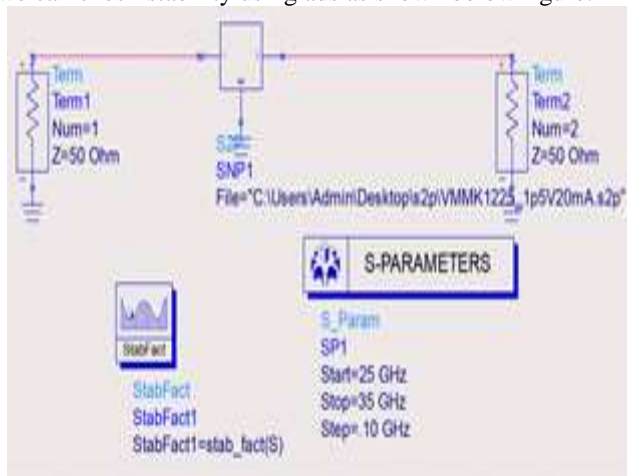 Term
Term1
Num=1
Z=50 Ohm
SNP1
File="C:\Users\Admin\Desktop\s2p\VMMK1225_1p5V20mA.s2p"
Term
Term2
Num=2
Z=50 Ohm
S-PARAMETERS
S_Param
SP1
Start=25 GHz
Stop=35 GHz
Step=.10 GHz
StabFact
StabFact
StabFact1
StabFact1=stab_fact(S)